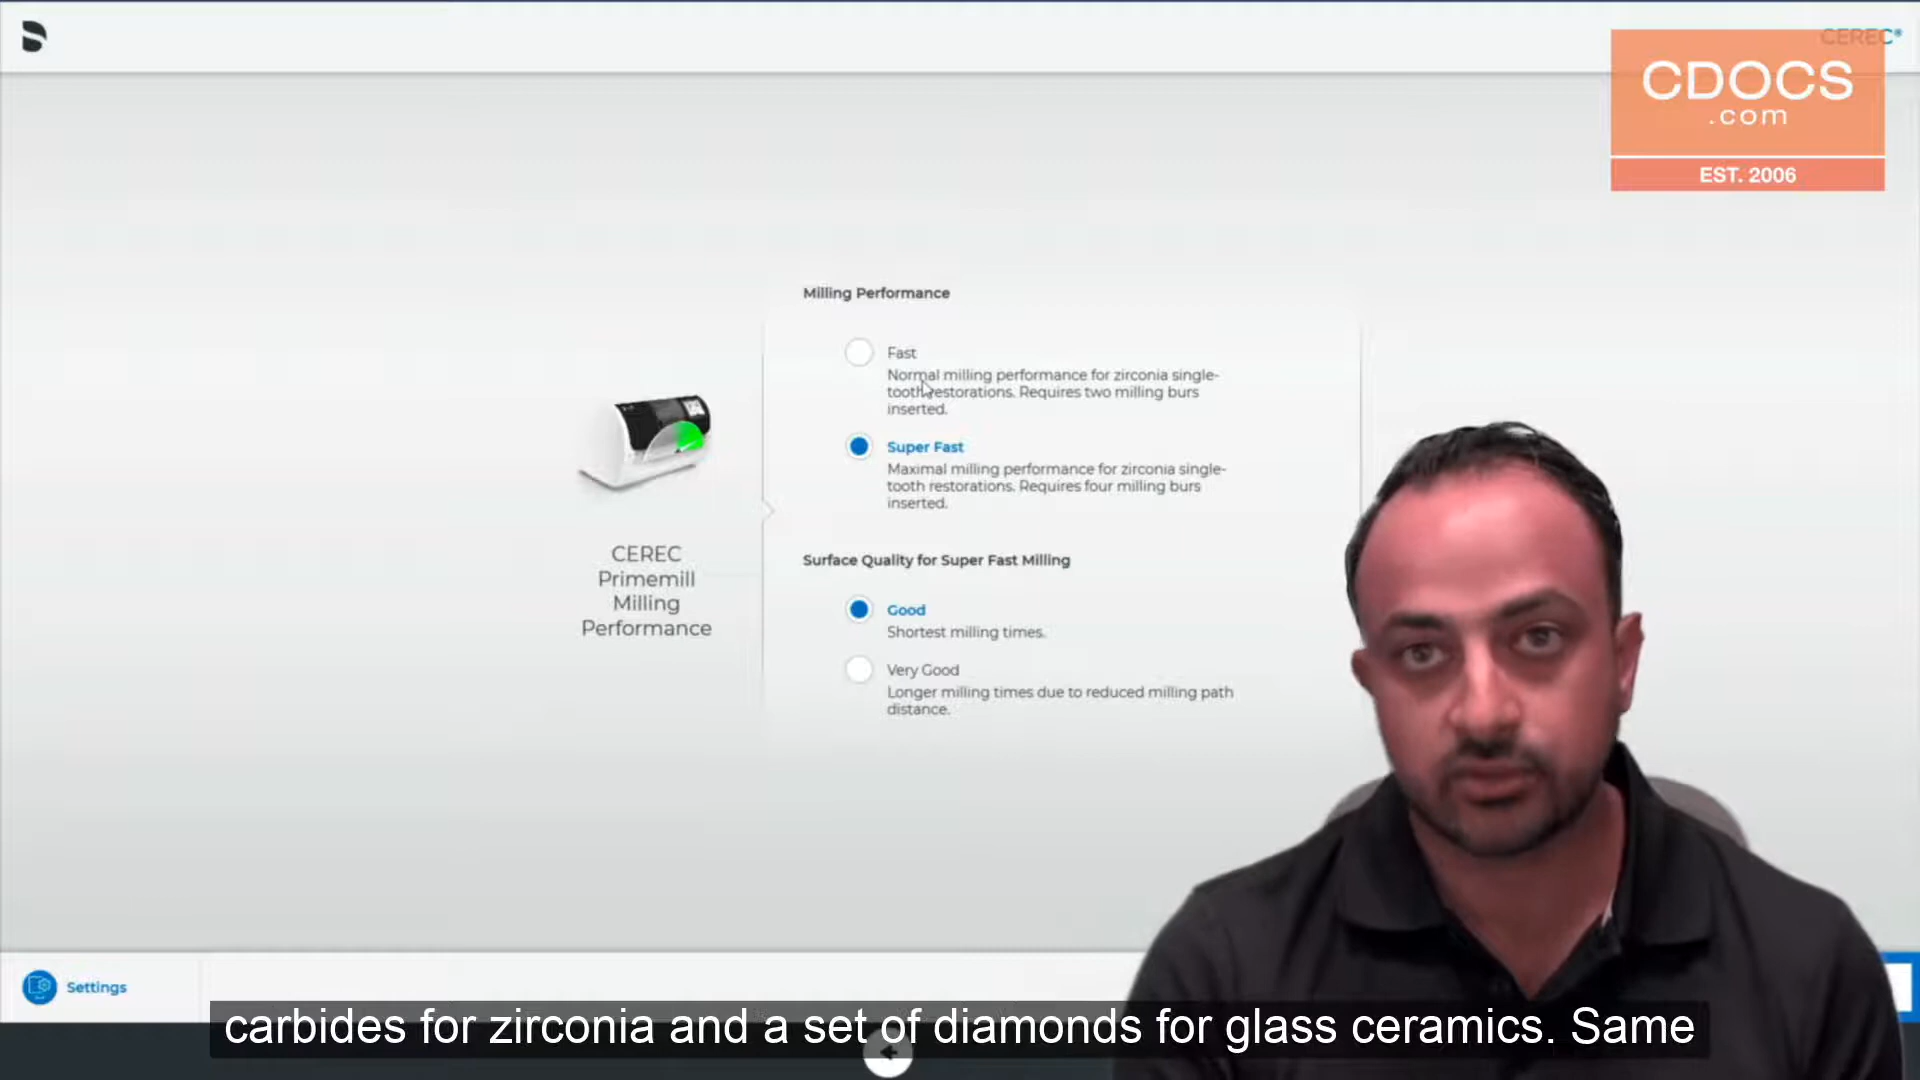 CEREC®
CDOCS
.com
EST. 2006
Milling Performance
Fast
Normal milling performance for zirconia single-
tooth restorations. Requires two milling burs
inserted.
Super Fast
Maximal milling performance for zirconia single-
tooth restorations. Requires four milling burs
inserted.
CEREC
Primemill
Milling
Performance
Surface Quality for Super Fast Milling
Good
Shortest milling times.
Very Good
Longer milling times due to reduced milling path
distance.
Settings
carbides for zirconia and a set of diamonds for glass ceramics. Same